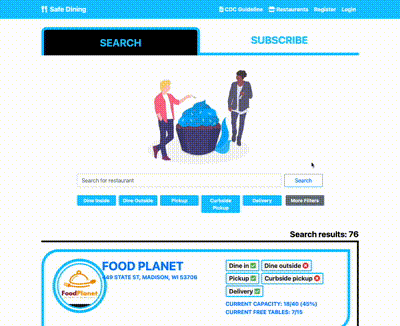 Safe Dining
CDC Guideline
Restaurants
Register
Login
SEARCH
SUBSCRIBE
Search for restaurant
Search
Dine Inside
Dine Outside
Pickup
Curbside
Pickup
Delivery
More Filters
Search results: 76
FoodPlanet
FOOD PLANET
449 STATE ST, MADISON, WI 53706
Dine in ✅
Dine outside ❌
Pickup ✅
Curbside pickup ❌
Delivery ✅
CURRENT CAPACITY: 18/40 (45%)
CURRENT FREE TABLES: 7/15